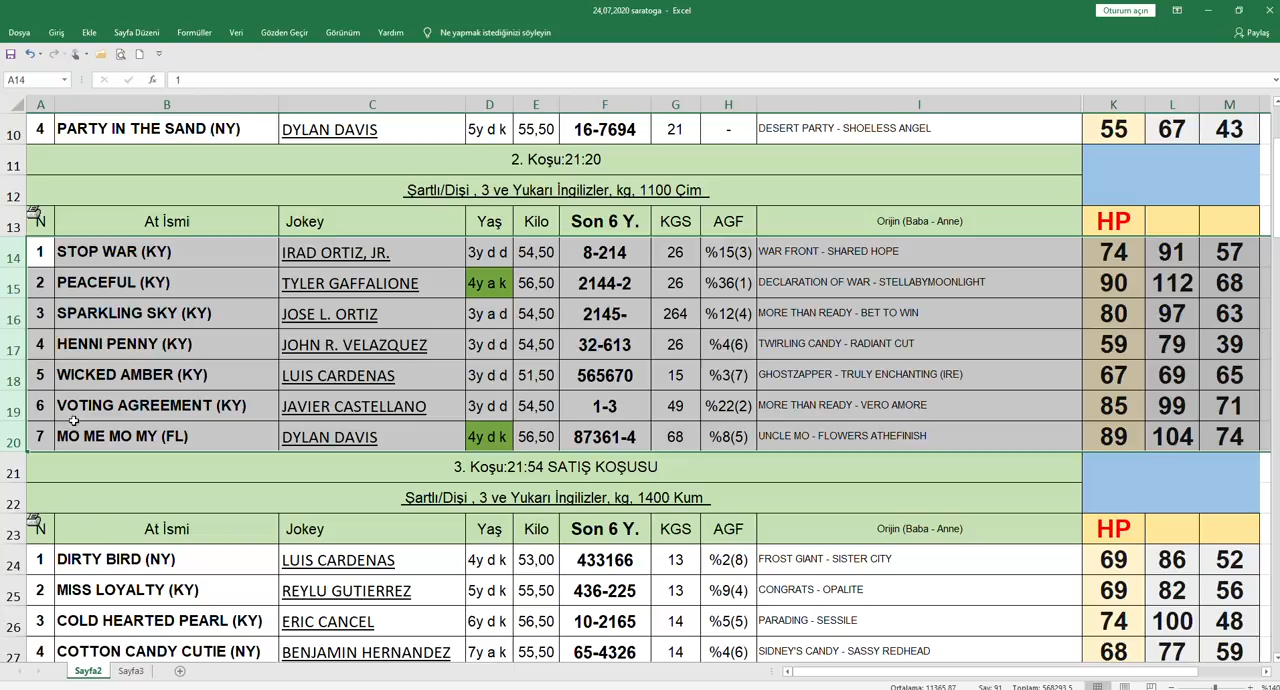 24,07,2020 saratoga - Excel
Oturum açın
Dosya Giriş Ekle Sayfa Düzeni Formüller Veri Gözden Geçir Görünüm Yardım Ne yapmak istediğinizi söyleyin Paylaş
A14 fx 1
A B C D E F G H I K L M
10 4 PARTY IN THE SAND (NY) DYLAN DAVIS 5y d k 55,50 16-7694 21 - DESERT PARTY - SHOELESS ANGEL 55 67 43
11 2. Koşu:21:20
12 Şartlı/Dişi , 3 ve Yukarı İngilizler, kg, 1100 Çim
13 N At İsmi Jokey Yaş Kilo Son 6 Y. KGS AGF Orijin (Baba - Anne) HP
14 1 STOP WAR (KY) IRAD ORTIZ, JR. 3y d d 54,50 8-214 26 %15(3) WAR FRONT - SHARED HOPE 74 91 57
15 2 PEACEFUL (KY) TYLER GAFFALIONE 4y a k 56,50 2144-2 26 %36(1) DECLARATION OF WAR - STELLABYMOONLIGHT 90 112 68
16 3 SPARKLING SKY (KY) JOSE L. ORTIZ 3y a d 54,50 2145- 264 %12(4) MORE THAN READY - BET TO WIN 80 97 63
17 4 HENNI PENNY (KY) JOHN R. VELAZQUEZ 3y d d 54,50 32-613 26 %4(6) TWIRLING CANDY - RADIANT CUT 59 79 39
18 5 WICKED AMBER (KY) LUIS CARDENAS 3y d d 51,50 565670 15 %3(7) GHOSTZAPPER - TRULY ENCHANTING (IRE) 67 69 65
19 6 VOTING AGREEMENT (KY) JAVIER CASTELLANO 3y d d 54,50 1-3 49 %22(2) MORE THAN READY - VERO AMORE 85 99 71
20 7 MO ME MO MY (FL) DYLAN DAVIS 4y d k 56,50 87361-4 68 %8(5) UNCLE MO - FLOWERS ATHEFINISH 89 104 74
21 3. Koşu:21:54 SATIŞ KOŞUSU
22 Şartlı/Dişi , 3 ve Yukarı İngilizler, kg, 1400 Kum
23 N At İsmi Jokey Yaş Kilo Son 6 Y. KGS AGF Orijin (Baba - Anne) HP
24 1 DIRTY BIRD (NY) LUIS CARDENAS 4y d k 53,00 433166 13 %2(8) FROST GIANT - SISTER CITY 69 86 52
25 2 MISS LOYALTY (KY) REYLU GUTIERREZ 5y d k 55,50 436-225 13 %9(4) CONGRATS - OPALITE 69 82 56
26 3 COLD HEARTED PEARL (KY) ERIC CANCEL 6y d k 56,50 10-2165 14 %5(5) PARADING - SESSILE 74 100 48
27 4 COTTON CANDY CUTIE (NY) BENJAMIN HERNANDEZ 7y a k 55,50 65-4326 14 %4(6) SIDNEY'S CANDY - SASSY REDHEAD 68 77 59
Sayfa2 Sayfa3
Ortalama: 11365,87 Say: 91 Toplam: 568293,5 %140